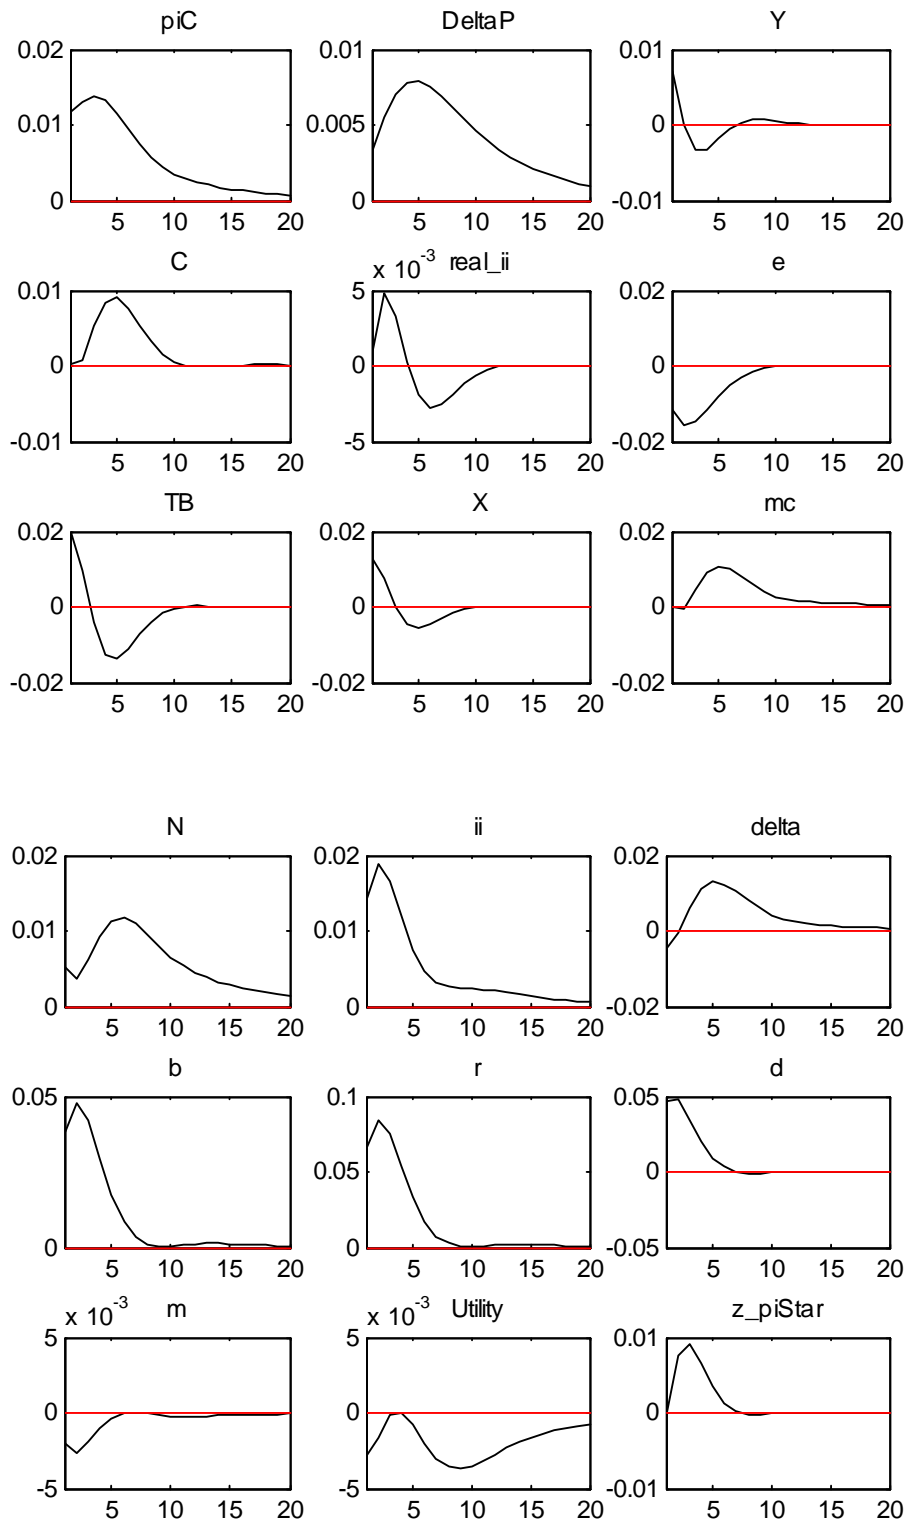 piC DeltaP Y
0.02 0.01 0.01
0.01 0.005 0
0 0 -0.01
5 10 15 20 5 10 15 20 5 10 15 20
C x 10^-3 real_ii e
0.01 5 0.02
0 0 0
-0.01 -5 -0.02
5 10 15 20 5 10 15 20 5 10 15 20
TB X mc
0.02 0.02 0.02
0 0 0
-0.02 -0.02 -0.02
5 10 15 20 5 10 15 20 5 10 15 20
N ii delta
0.02 0.02 0.02
0.01 0.01 0
0 0 -0.02
5 10 15 20 5 10 15 20 5 10 15 20
b r d
0.05 0.1 0.05
0.05 0
0 0 -0.05
5 10 15 20 5 10 15 20 5 10 15 20
x 10^-3 m x 10^-3 Utility z_piStar
5 5 0.01
0 0 0
-5 -5 -0.01
5 10 15 20 5 10 15 20 5 10 15 20